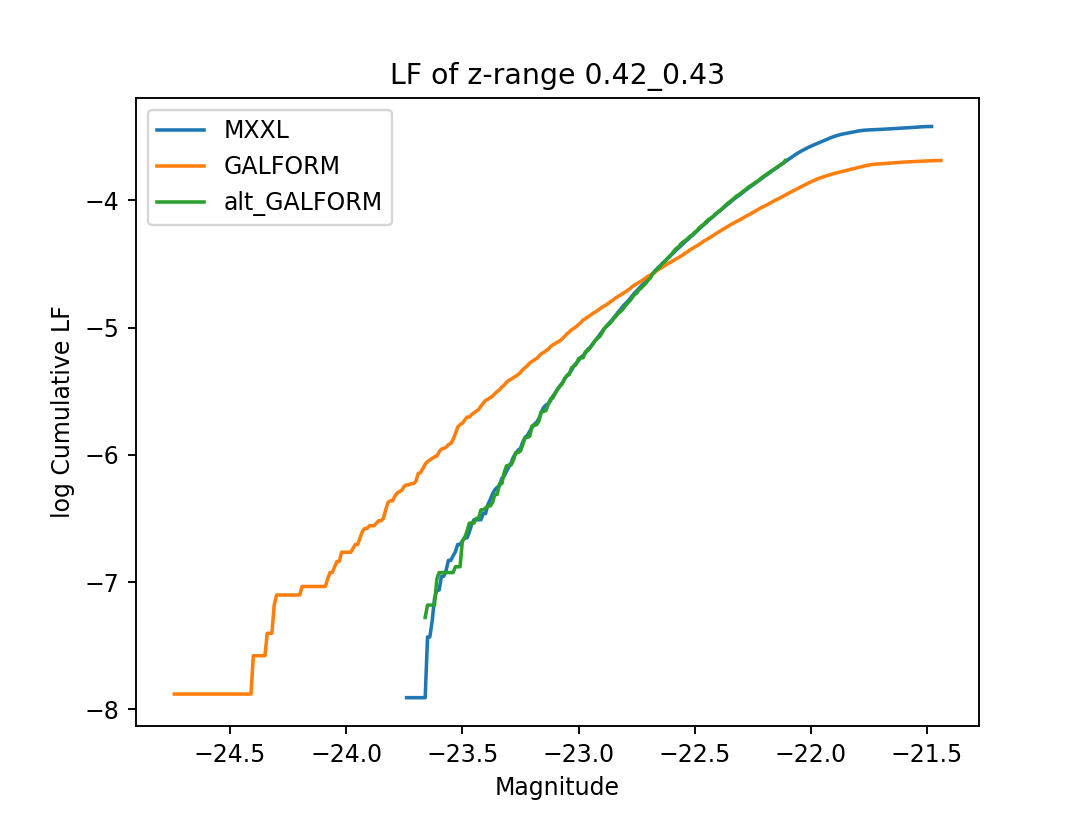 LF of z-range 0.42_0.43
MXXL
GALFORM
alt_GALFORM
log Cumulative LF
−4
−5
−6
−7
−8
−24.5 −24.0 −23.5 −23.0 −22.5 −22.0 −21.5
Magnitude